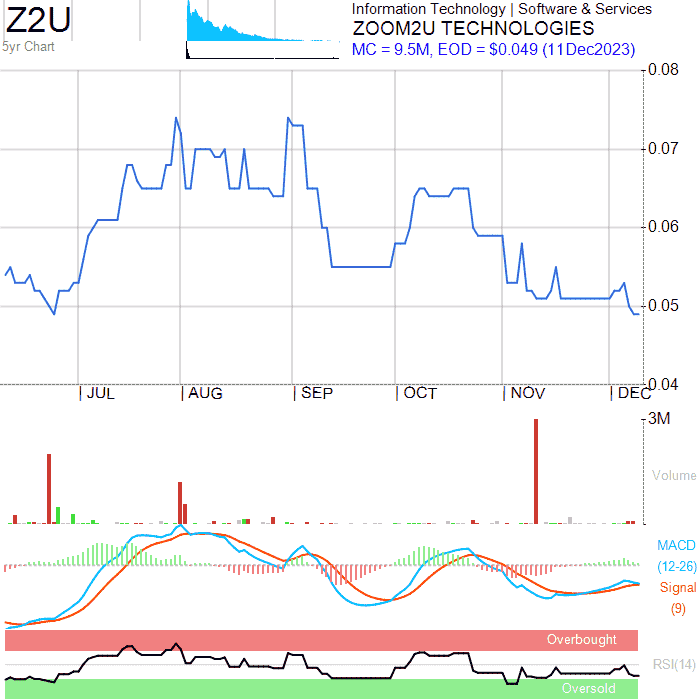 Z2U
5yr Chart
Information Technology | Software & Services
ZOOM2U TECHNOLOGIES
MC = 9.5M, EOD = $0.049 (11Dec2023)
0.08
0.07
0.06
0.05
0.04
| JUL | AUG | SEP | OCT | NOV | DEC
3M
Volume
MACD
(12-26)
Signal
(9)
Overbought
RSI(14)
Oversold